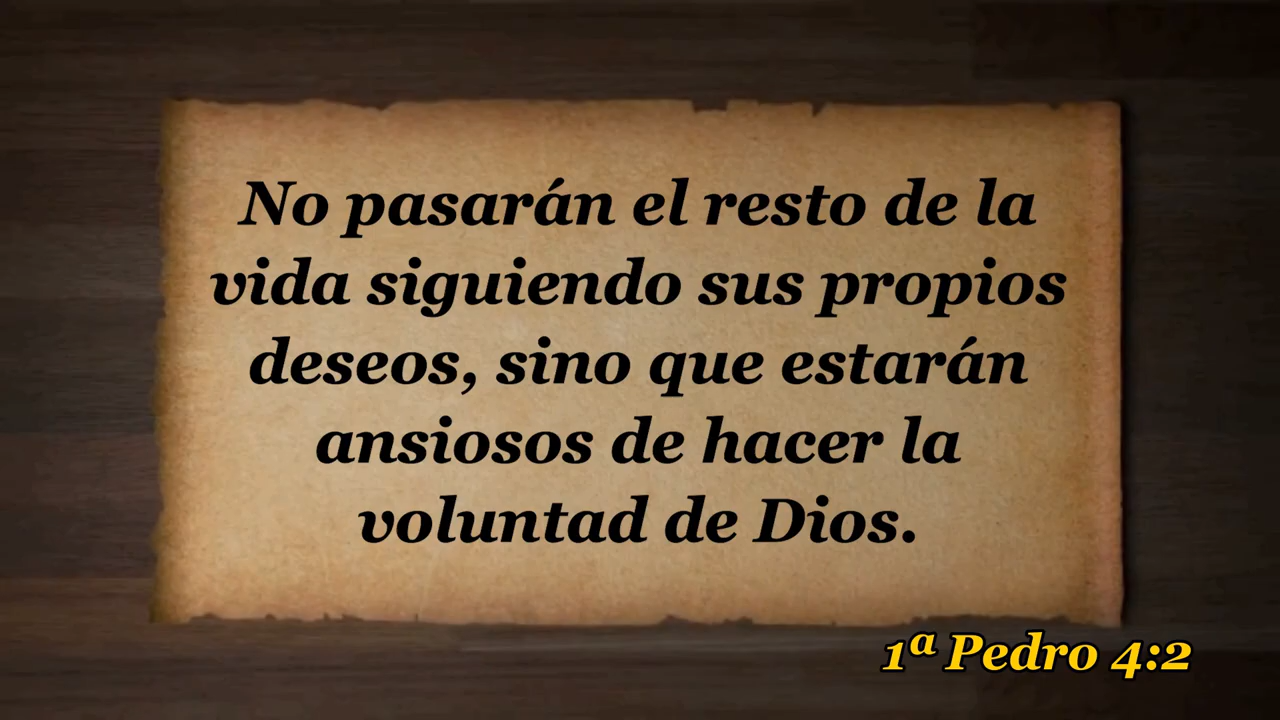 No pasarán el resto de la
vida siguiendo sus propios
deseos, sino que estarán
ansiosos de hacer la
voluntad de Dios.
1ª Pedro 4:2